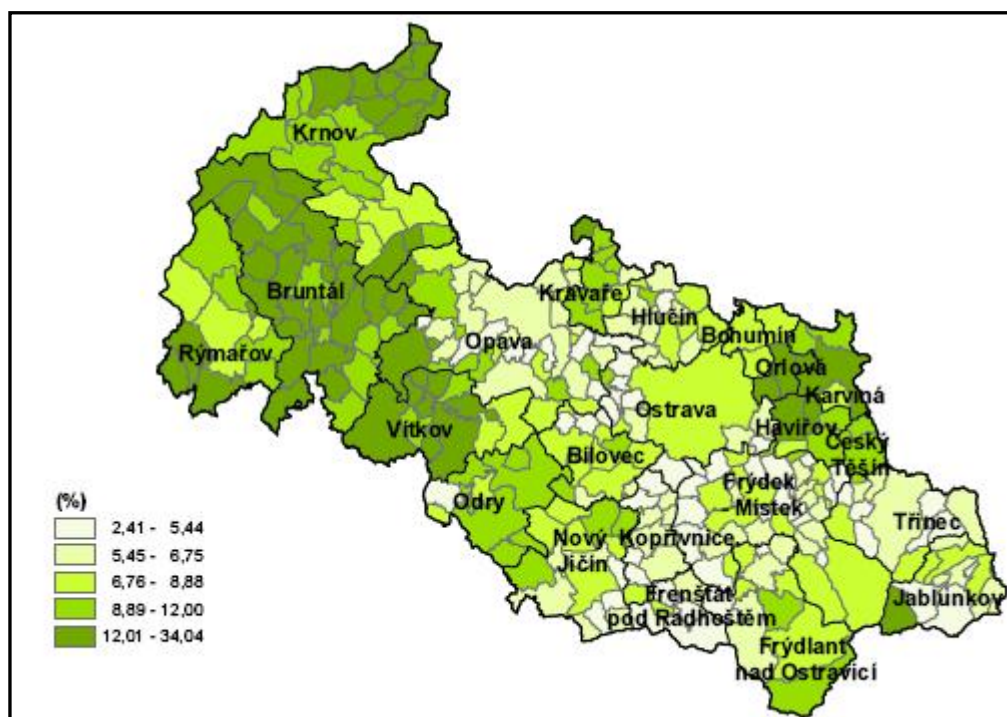 Krnov
Bruntál
Rýmařov
Kravaře
Hlučín
Opava
Bohumín
Orlová
Karviná
Ostrava
Havířov
Vítkov
Český
Těšín
Bílovec
Odry
Frýdek
- Místek
Třinec
Nový
Jičín
Kopřivnice
Frenštát
pod Radhoštěm
Jablunkov
Frýdlant
nad Ostravicí
(%)
2,41 - 5,44
5,45 - 6,75
6,76 - 8,88
8,89 - 12,00
12,01 - 34,04